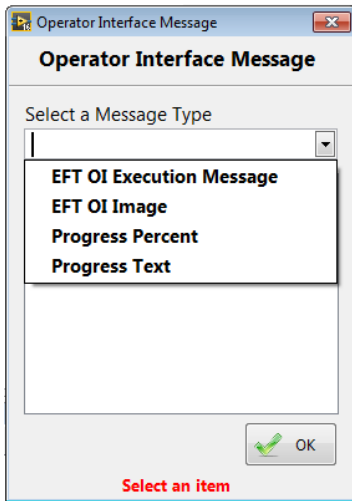 Operator Interface Message
Operator Interface Message
Select a Message Type
EFT OI Execution Message
EFT OI Image
Progress Percent
Progress Text
OK
Select an item